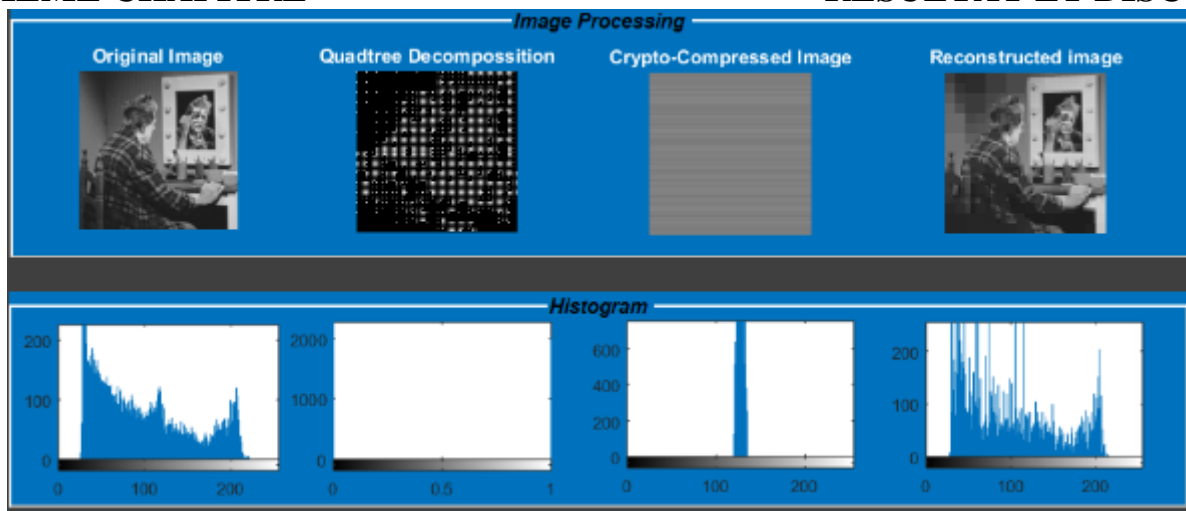 Image Processing
Original Image Quadtree Decompossition Crypto-Compressed Image Reconstructed image
Histogram
200
100
0
0 100 200
2000
1000
0
0 0.5 1
600
400
200
0
0 100 200
200
100
0
0 100 200